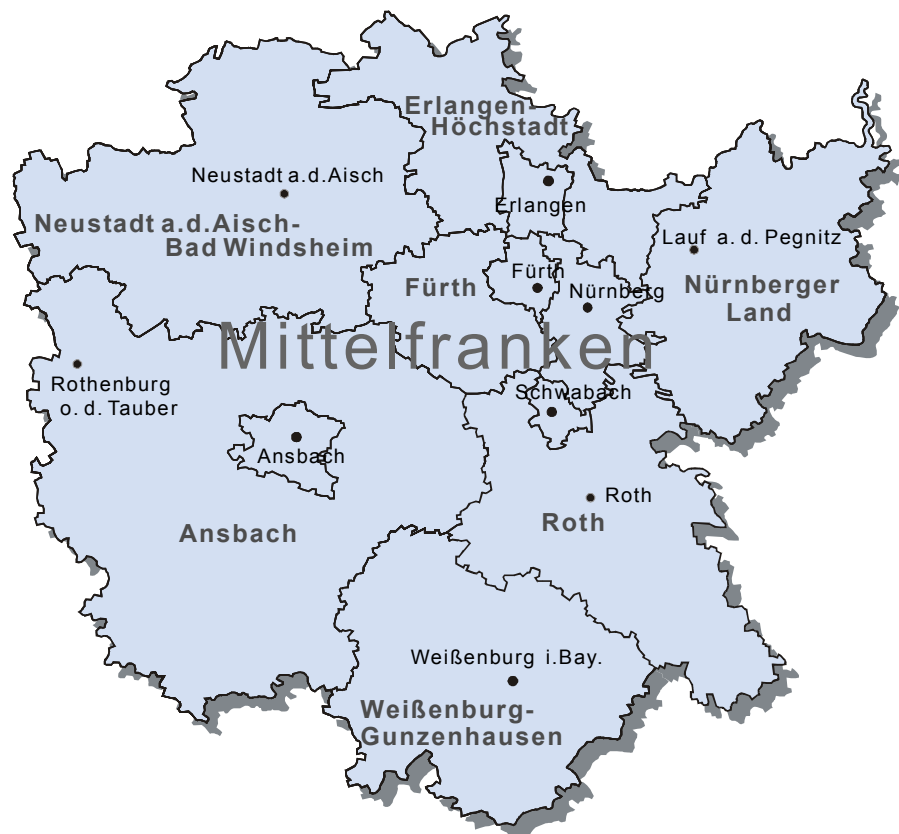 Erlangen-
Höchstadt
Neustadt a.d.Aisch
Erlangen
Neustadt a.d.Aisch-
Bad Windsheim
Lauf a. d. Pegnitz
Fürth
Fürth
Nürnberg
Nürnberger
Land
Mittelfranken
Rothenburg
o. d. Tauber
Schwabach
Ansbach
Roth
Roth
Ansbach
Weißenburg i.Bay.
Weißenburg-
Gunzenhausen